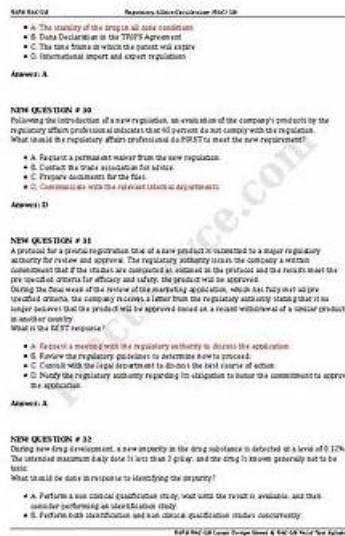 RAPS RAC-GS Regulatory Affairs Certification (RAC) GS
A. The stability of the drug in all zone conditions
B. Data Declaration in the TRIPS Agreement
C. The time frame in which the patent will expire
D. International import and export regulations
Answer: A
NEW QUESTION # 30
Following the introduction of a new regulation, an evaluation of the company's products by the
regulatory affairs professional indicates that 40 percent do not comply with the regulation.
What should the regulatory affairs professional do FIRST to meet the new requirement?
A. Request a permanent waiver from the new regulation.
B. Contact the trade association for advice.
C. Prepare documents for the files.
D. Communicate with the relevant internal departments.
Answer: D
NEW QUESTION # 31
A protocol for a pivotal registration trial of a new product is submitted to a major regulatory
authority for review and approval. The regulatory authority issues the company a written
commitment that if the studies are completed as outlined in the protocol and the results meet the
pre specified criteria for efficacy and safety, the product will be approved.
During the final week of the review of the marketing application, which has fully met all pre
specified criteria, the company receives a letter from the regulatory authority stating that it no
longer believes that the product will be approved based on a recent withdrawal of a similar product
in another country.
What is the BEST response?
A. Request a meeting with the regulatory authority to discuss the application.
B. Review the regulatory guidelines to determine how to proceed.
C. Consult with the legal department to discuss the best course of action.
D. Notify the regulatory authority regarding its obligation to honor the commitment to approve
the application.
Answer: A
NEW QUESTION # 32
During new drug development, a new impurity in the drug substance is detected at a level of 0.12%.
The intended maximum daily dose is less than 2 g/day, and the drug is known generally not to be
toxic.
What should be done in response to identifying the impurity?
A. Perform a non clinical qualification study, wait until the result is available, and then
consider performing an identification study.
B. Perform both identification and non clinical qualification studies concurrently.